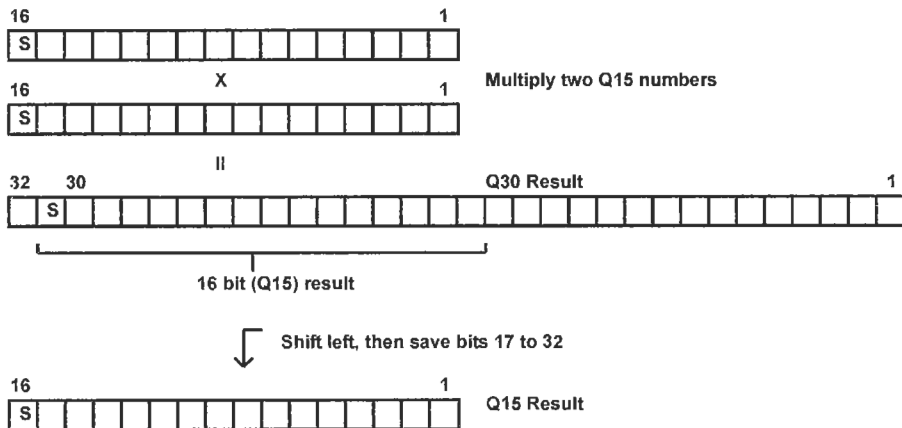 16 1
S
X
Multiply two Q15 numbers
16 1
S
=
32 30 Q30 Result 1
S
16 bit (Q15) result
Shift left, then save bits 17 to 32
16 1
S
Q15 Result